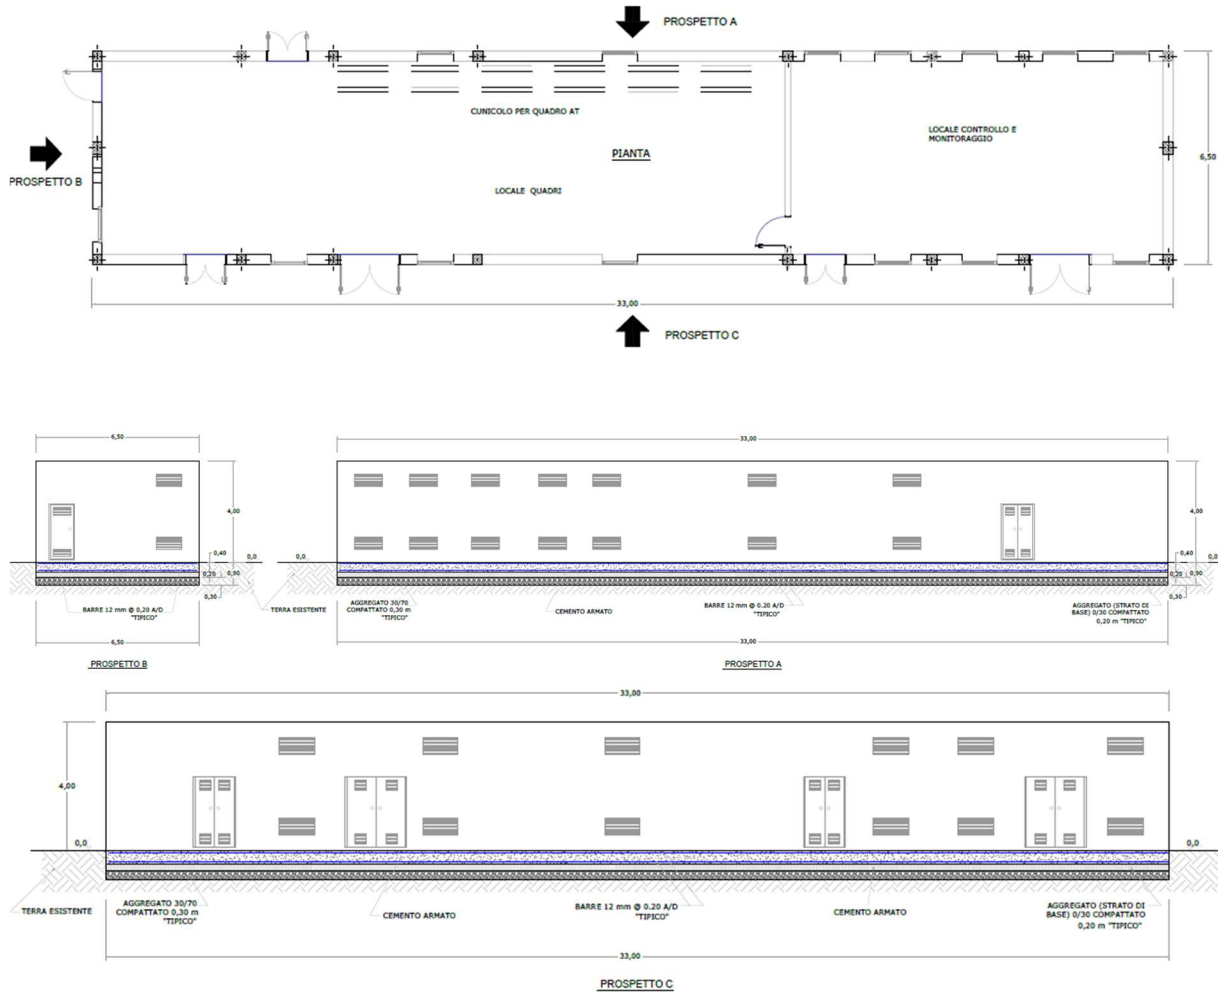 PROSPETTO A
CUNICOLO PER QUADRO AT
LOCALE CONTROLLO E
MONITORAGGIO
PIANTA
6,50
PROSPETTO B
LOCALE QUADRI
33,00
PROSPETTO C
6,50
4,00
0,40
0,0
0,20
0,90
0,30
BARRE 12 mm @ 0,20 A/D
"TIPICO"
TERRA ESISTENTE
6,50
PROSPETTO B
33,00
4,00
0,0
0,40
0,0
0,20
0,90
0,30
AGGREGATO 30/70
COMPATTATO 0,30 m
"TIPICO"
CEMENTO ARMATO
BARRE 12 mm @ 0.20 A/D
"TIPICO"
AGGREGATO (STRATO DI
BASE) 0/30 COMPATTATO
0,20 m "TIPICO"
33,00
PROSPETTO A
33,00
4,00
0,0
0,0
TERRA ESISTENTE
AGGREGATO 30/70
COMPATTATO 0,30 m
"TIPICO"
CEMENTO ARMATO
BARRE 12 mm @ 0.20 A/D
"TIPICO"
CEMENTO ARMATO
AGGREGATO (STRATO DI
BASE) 0/30 COMPATTATO
0,20 m "TIPICO"
33,00
PROSPETTO C